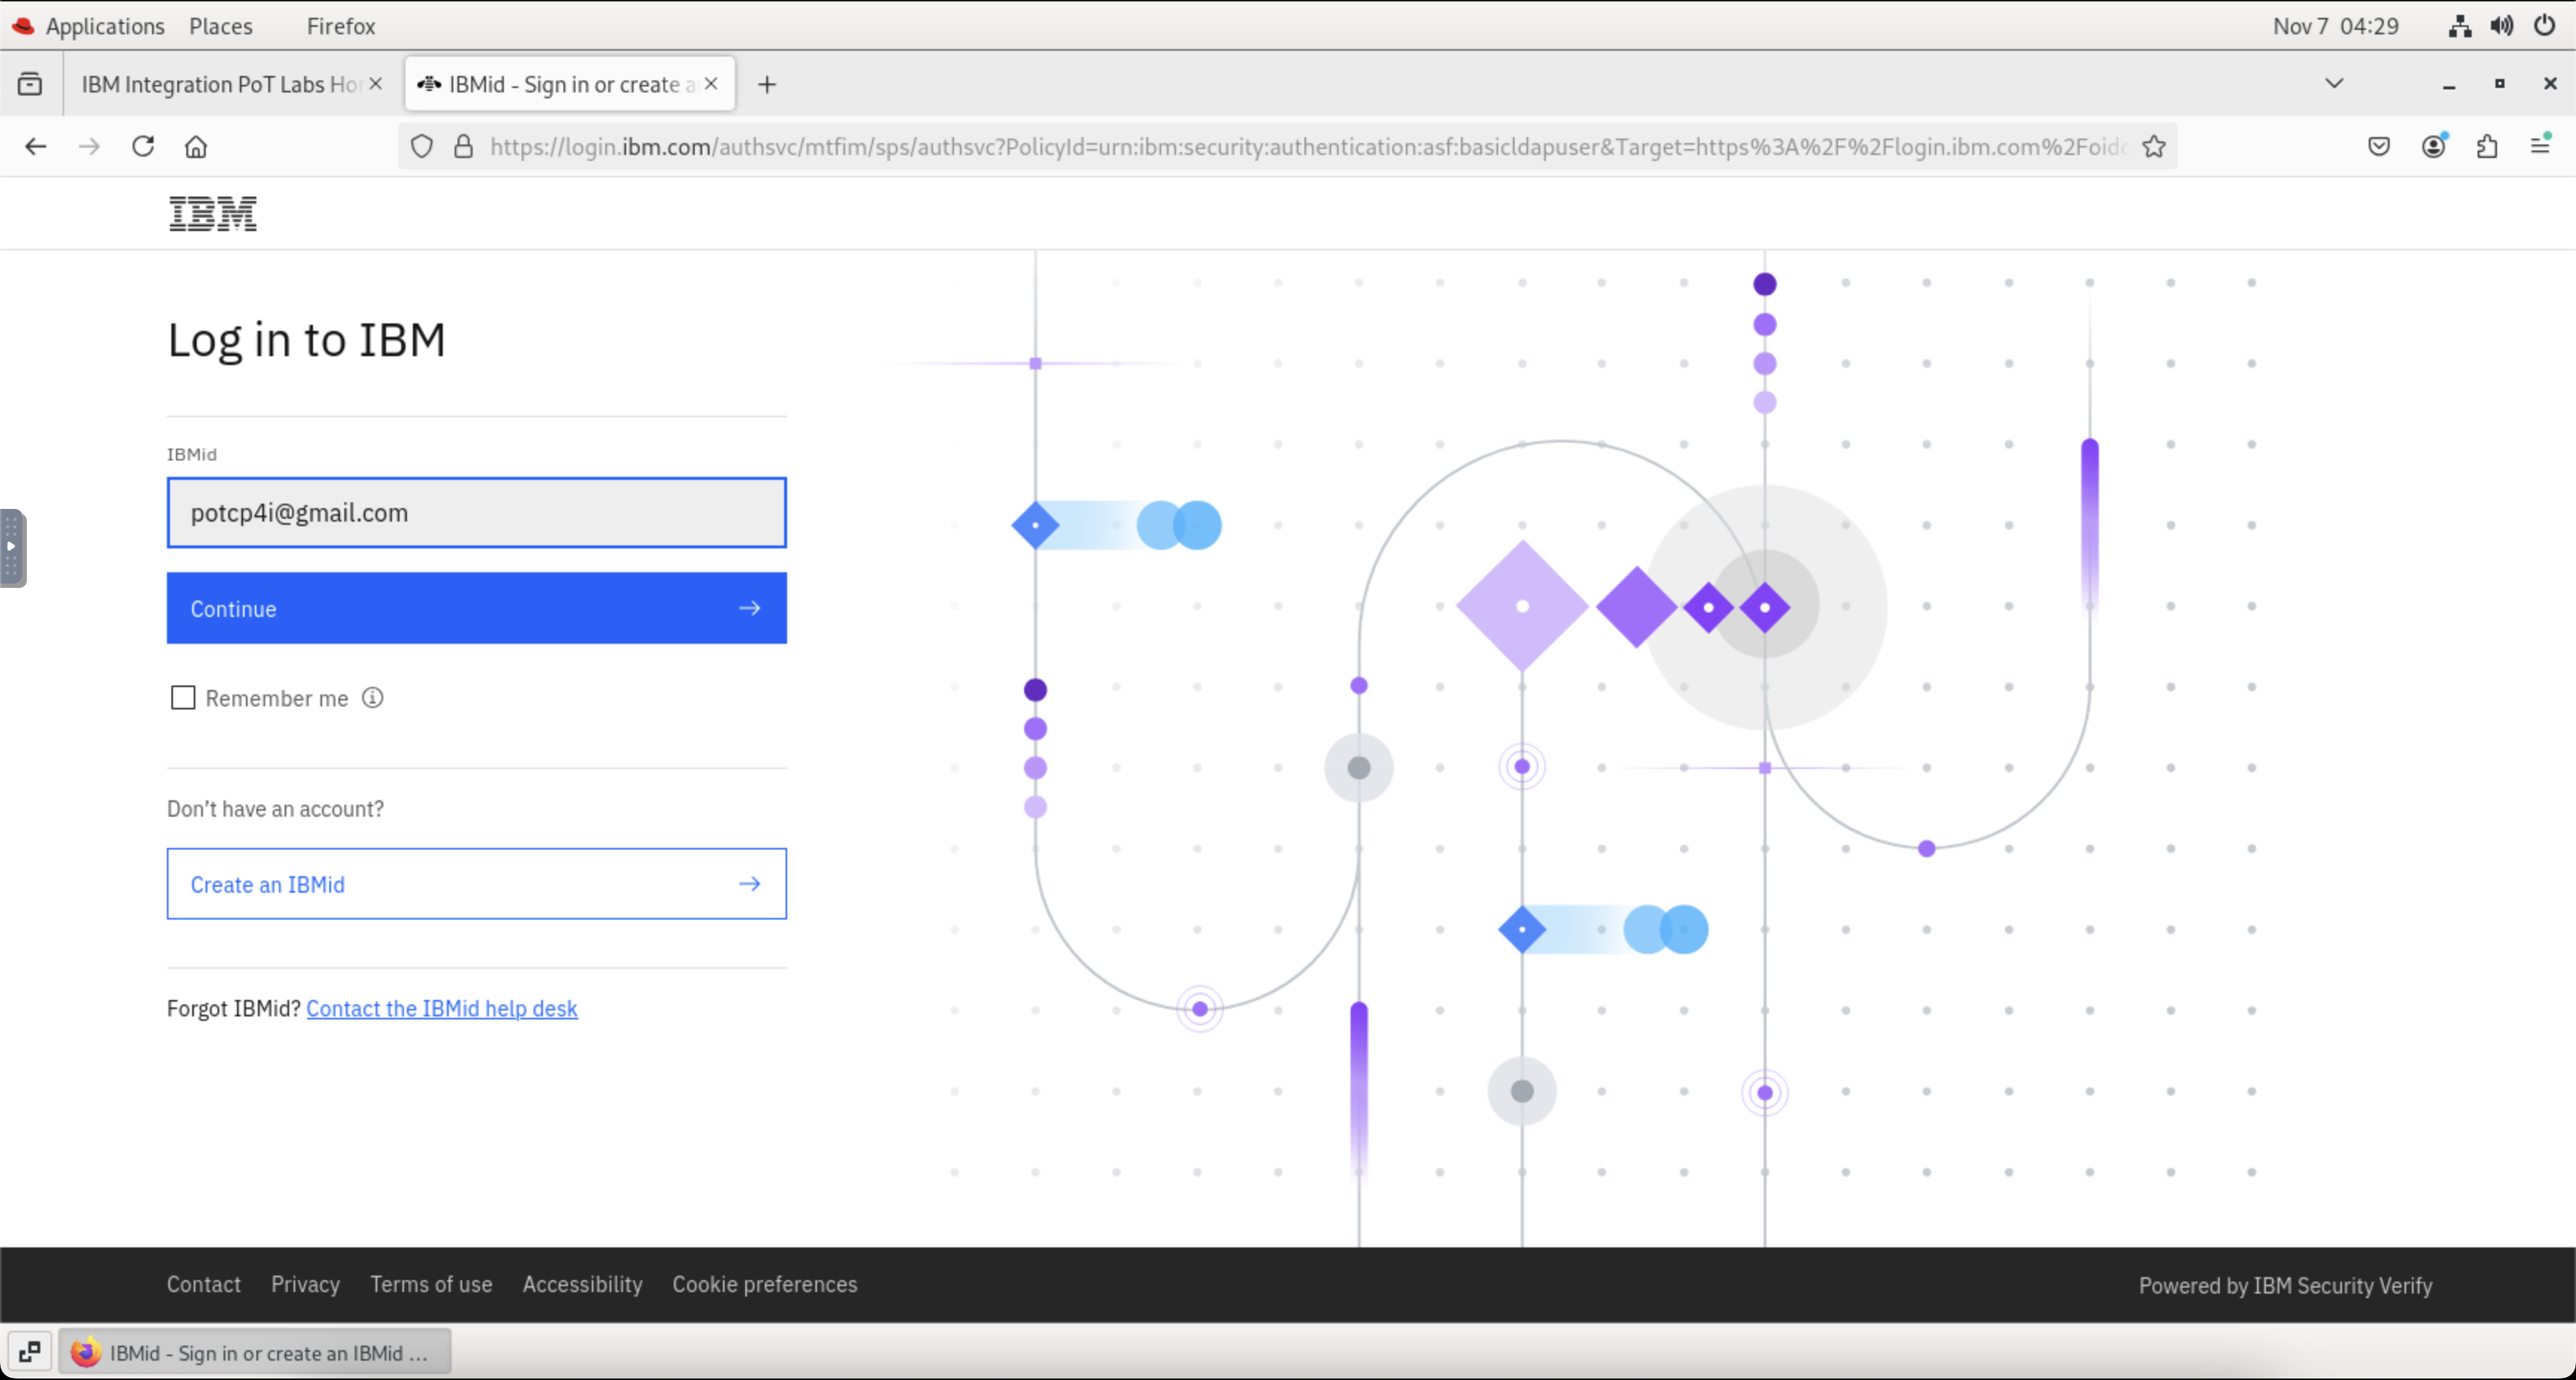 Applications Places Firefox Nov 7 04:29
IBM Integration PoT Labs Ho
IBMid - Sign in or create a
https://login.ibm.com/authsvc/mtfim/sps/authsvc?PolicyId=urn:ibm:security:authentication:asf:basicldapuser&Target=https%3A%2F%2Flogin.ibm.com%2Foidc
IBM
Log in to IBM
IBMid
potcp4i@gmail.com
Continue
Remember me
Don't have an account?
Create an IBMid
Forgot IBMid? Contact the IBMid help desk
Contact Privacy Terms of use Accessibility Cookie preferences Powered by IBM Security Verify
IBMid - Sign in or create an IBMid ...